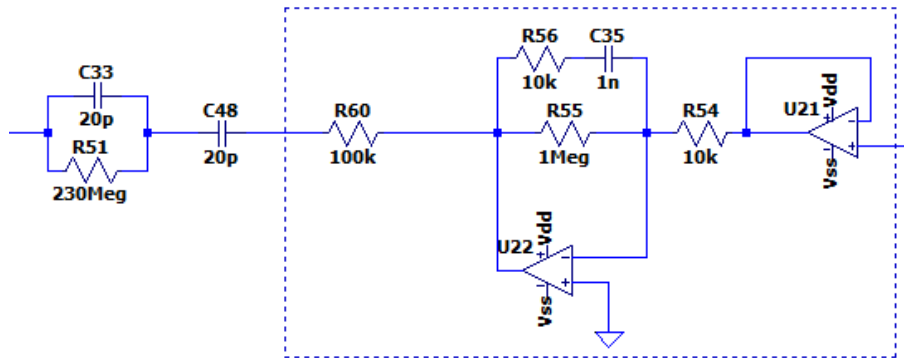 R56
C35
10k
1n
C33
20p
R51
230Meg
C48
20p
R60
100k
R55
1Meg
R54
10k
U21
Vdd
Vss
U22
Vdd
Vss